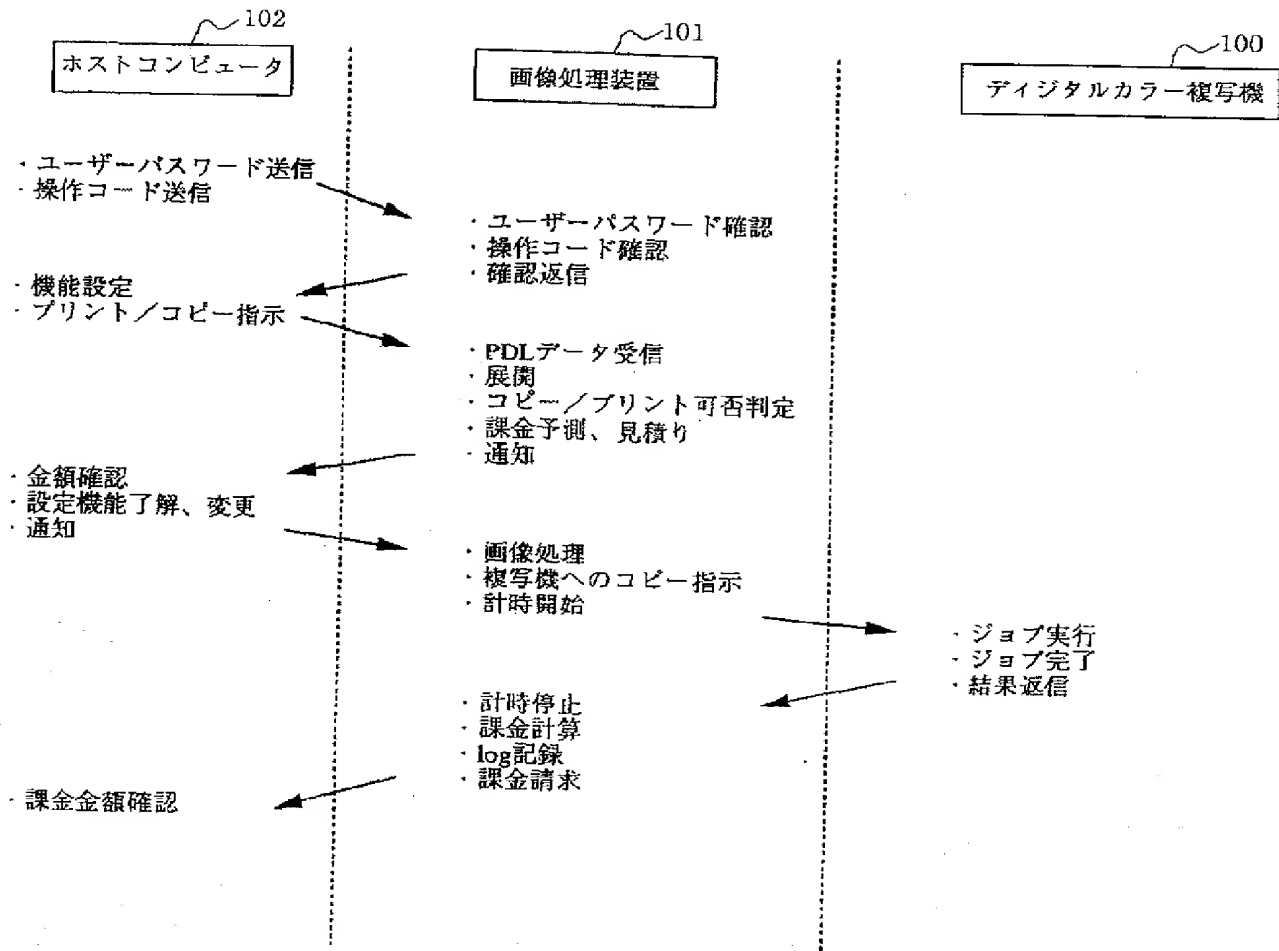 102
ホストコンピュータ
101
画像処理装置
100
ディジタルカラー複写機
・ユーザーパスワード送信
・操作コード送信
・ユーザーパスワード確認
・操作コード確認
・確認返信
・機能設定
・プリント／コピー指示
・PDLデータ受信
・展開
・コピー／プリント可否判定
・課金予測、見積り
・通知
・金額確認
・設定機能了解、変更
・通知
・画像処理
・複写機へのコピー指示
・計時開始
・ジョブ実行
・ジョブ完了
・結果返信
・計時停止
・課金計算
・log記録
・課金請求
・課金金額確認